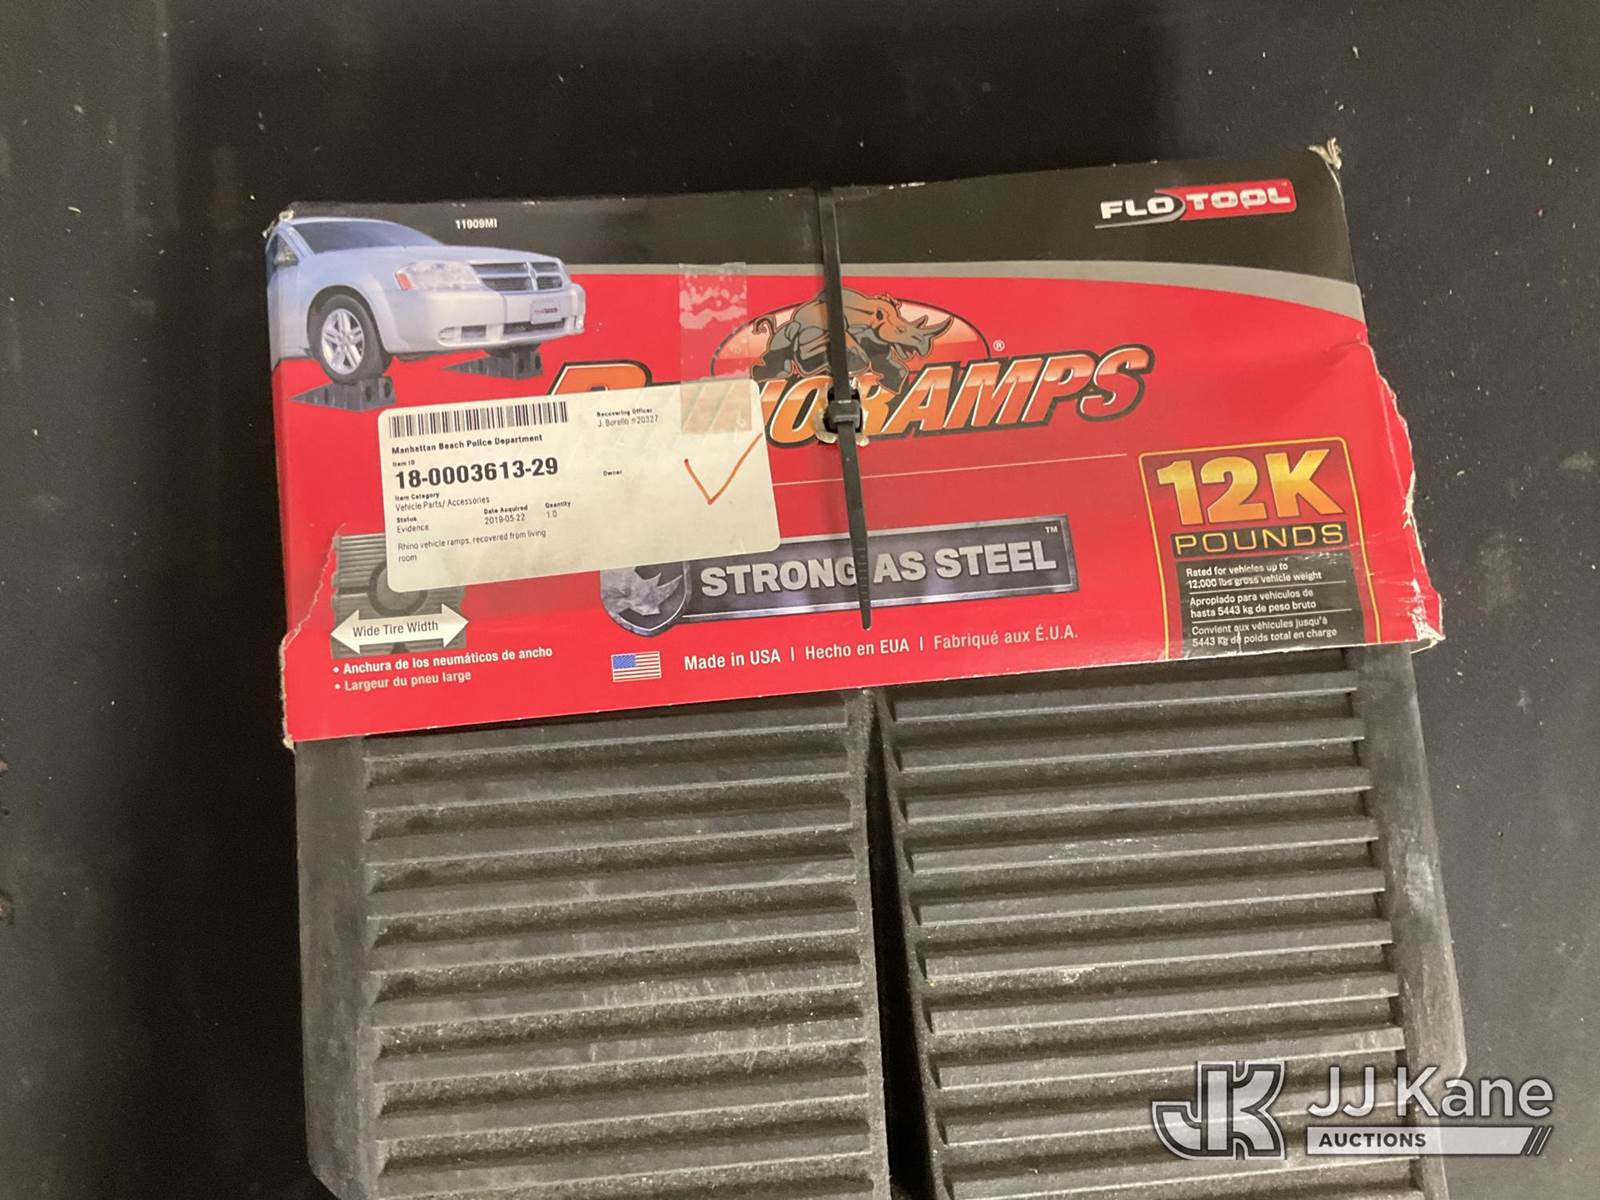 11909MI
FLOTOOL
RHINORAMPS®
Manhattan Beach Police Department
Recovering Officer
J. Borello #20327
Item ID
18-0003613-29
Owner
Item Category
Vehicle Parts/ Accessories
Status
Date Acquired
Quantity
Evidence
2019-05-22
1.0
Rhino vehicle ramps, recovered from living
room
12K
POUNDS
STRONG AS STEEL™
Rated for vehicles up to
12,000 lbs gross vehicle weight
Apropiado para vehículos de
hasta 5443 kg de peso bruto
Convient aux véhicules jusqu'à
5443 kg de poids total en charge
Wide Tire Width
• Anchura de los neumáticos de ancho
• Largeur du pneu large
Made in USA | Hecho en EUA | Fabriqué aux É.U.A.
JK JJ Kane
AUCTIONS